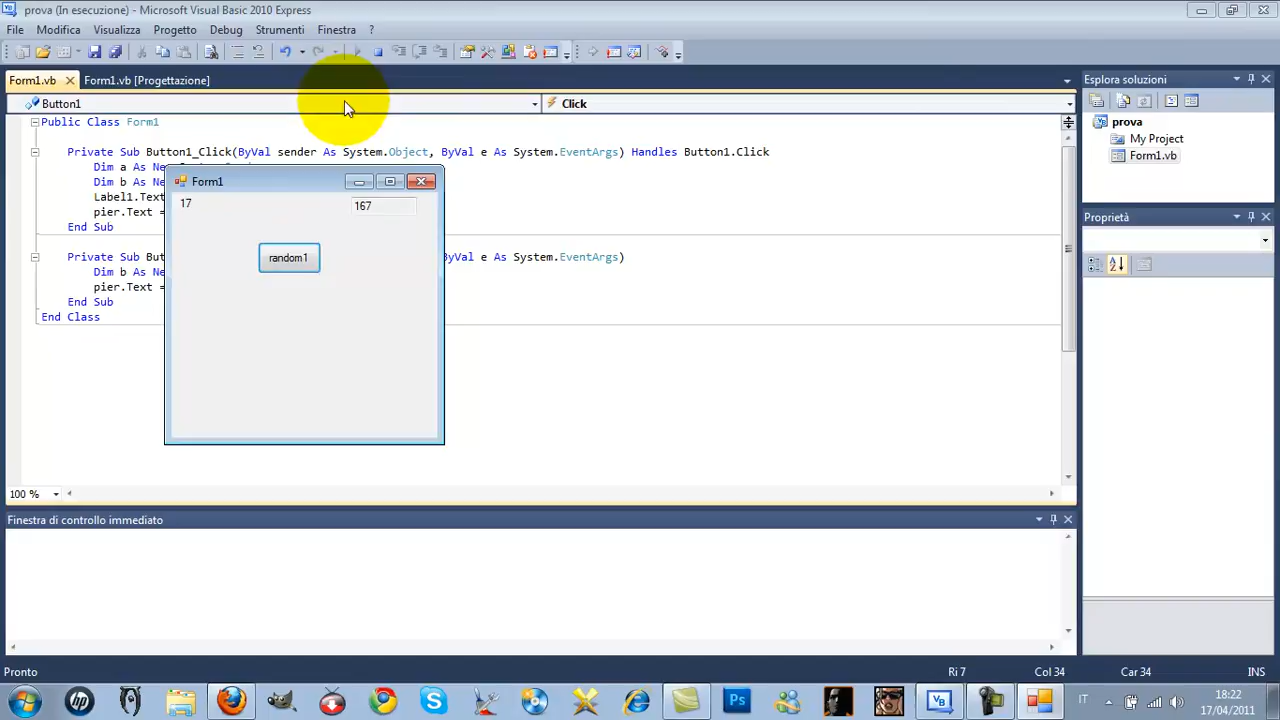 prova (In esecuzione) - Microsoft Visual Basic 2010 Express
File Modifica Visualizza Progetto Debug Strumenti Finestra ?
Form1.vb Form1.vb [Progettazione]
Button1 Click
Public Class Form1
Private Sub Button1_Click(ByVal sender As System.Object, ByVal e As System.EventArgs) Handles Button1.Click
Dim a As
Dim b As Ne
Label1.Text
pier.Text =
End Sub
Private Sub But ByVal e As System.EventArgs)
Dim b As Ne
pier.Text =
End Sub
End Class
Form1
17
167
random1
100 %
Finestra di controllo immediato
Esplora soluzioni
prova
My Project
Form1.vb
Proprietà
Pronto
Ri 7 Col 34 Car 34 INS
IT
18:22
17/04/2011